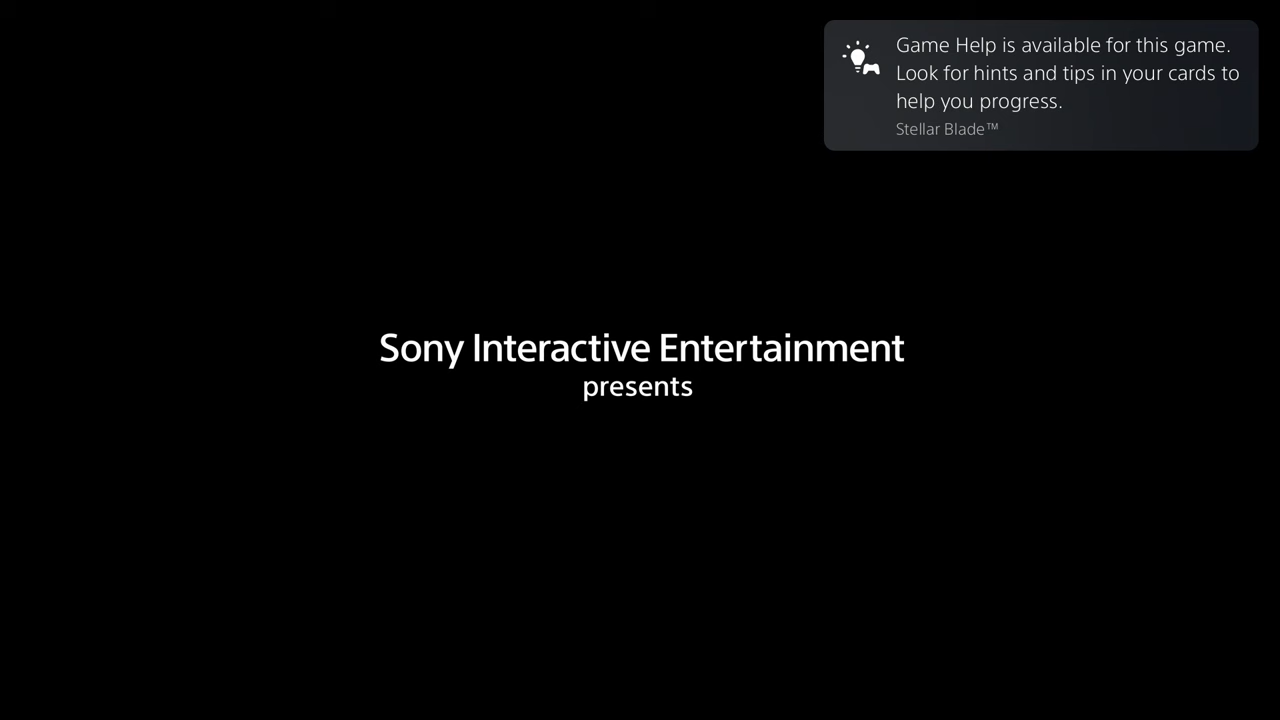 Game Help is available for this game.
Look for hints and tips in your cards to
help you progress.
Stellar Blade™
Sony Interactive Entertainment
presents